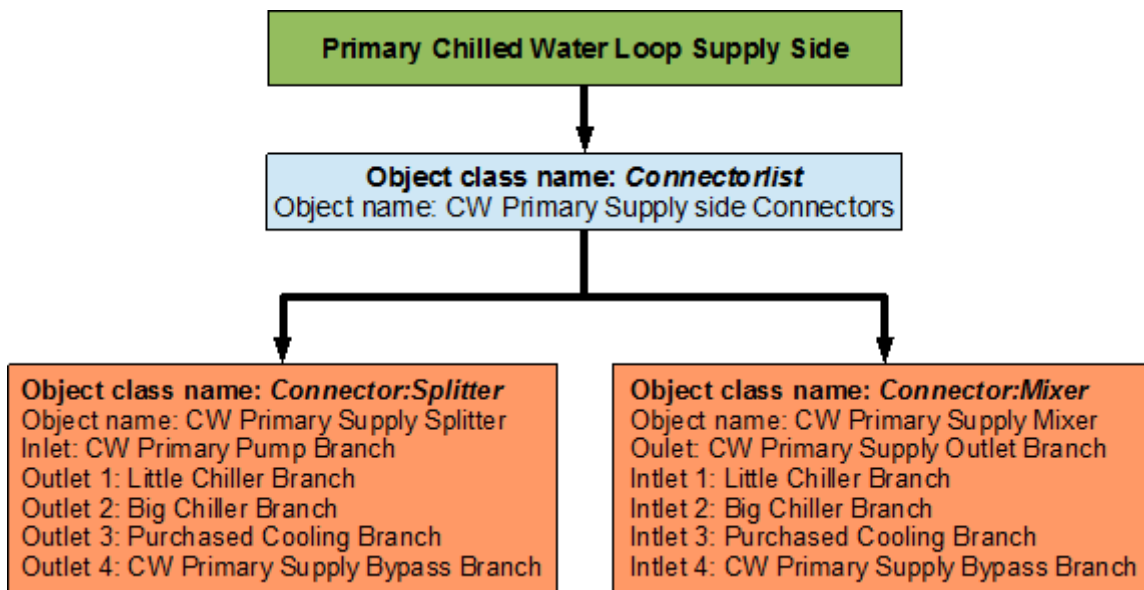 Primary Chilled Water Loop Supply Side
Object class name: Connectorlist
Object name: CW Primary Supply side Connectors
Object class name: Connector:Splitter
Object name: CW Primary Supply Splitter
Inlet: CW Primary Pump Branch
Outlet 1: Little Chiller Branch
Outlet 2: Big Chiller Branch
Outlet 3: Purchased Cooling Branch
Outlet 4: CW Primary Supply Bypass Branch
Object class name: Connector:Mixer
Object name: CW Primary Supply Mixer
Oulet: CW Primary Supply Outlet Branch
Intlet 1: Little Chiller Branch
Intlet 2: Big Chiller Branch
Intlet 3: Purchased Cooling Branch
Intlet 4: CW Primary Supply Bypass Branch